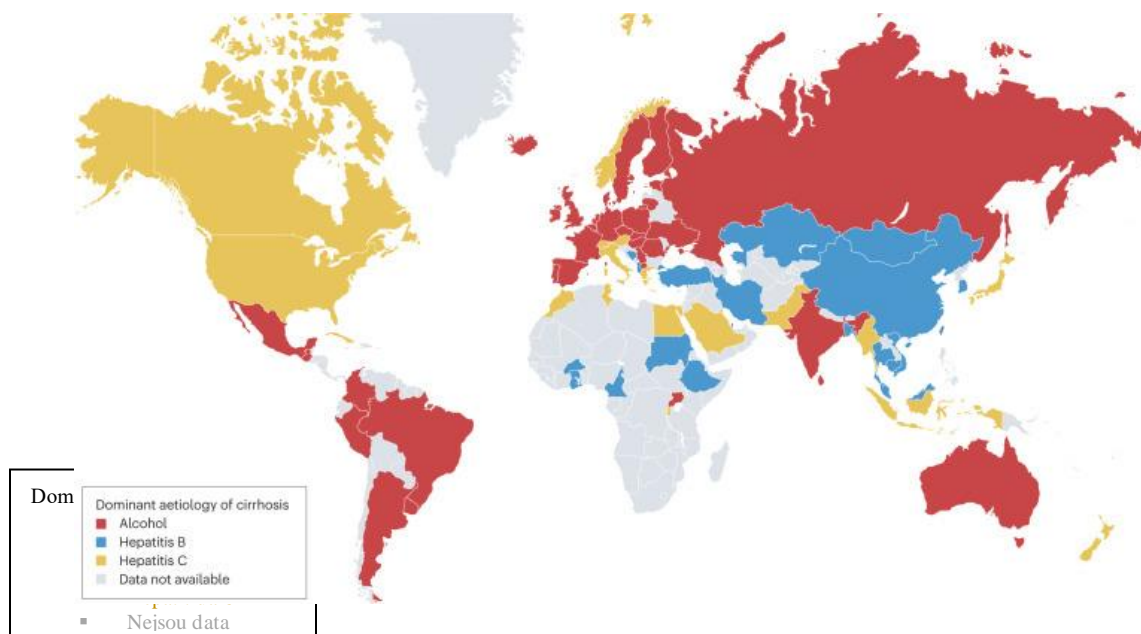 Dom
Dominant aetiology of cirrhosis
Alcohol
Hepatitis B
Hepatitis C
Data not available
Nejsou data